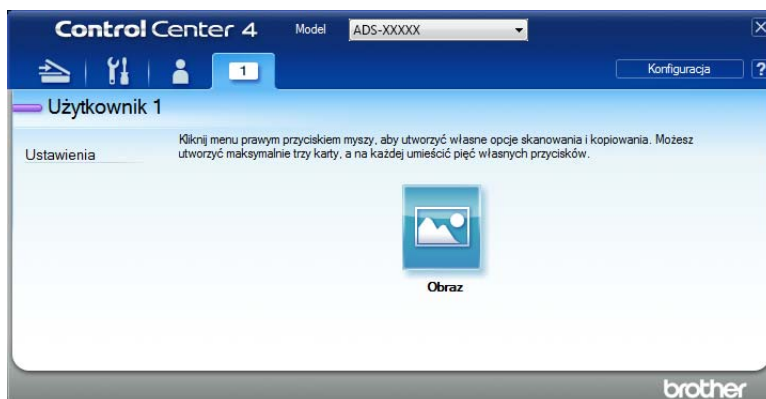 Control Center 4
Model
ADS-XXXXX
X
1
Konfiguracja
?
Użytkownik 1
Ustawienia
Kliknij menu prawym przyciskiem myszy, aby utworzyć własne opcje skanowania i kopiowania. Możesz
utworzyć maksymalnie trzy karty, a na każdej umieścić pięć własnych przycisków.
Obraz
brother